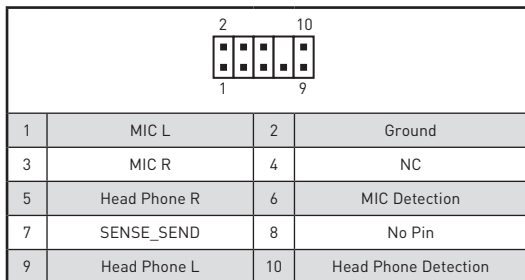 2 10
1 9
1 MIC L 2 Ground
3 MIC R 4 NC
5 Head Phone R 6 MIC Detection
7 SENSE_SEND 8 No Pin
9 Head Phone L 10 Head Phone Detection